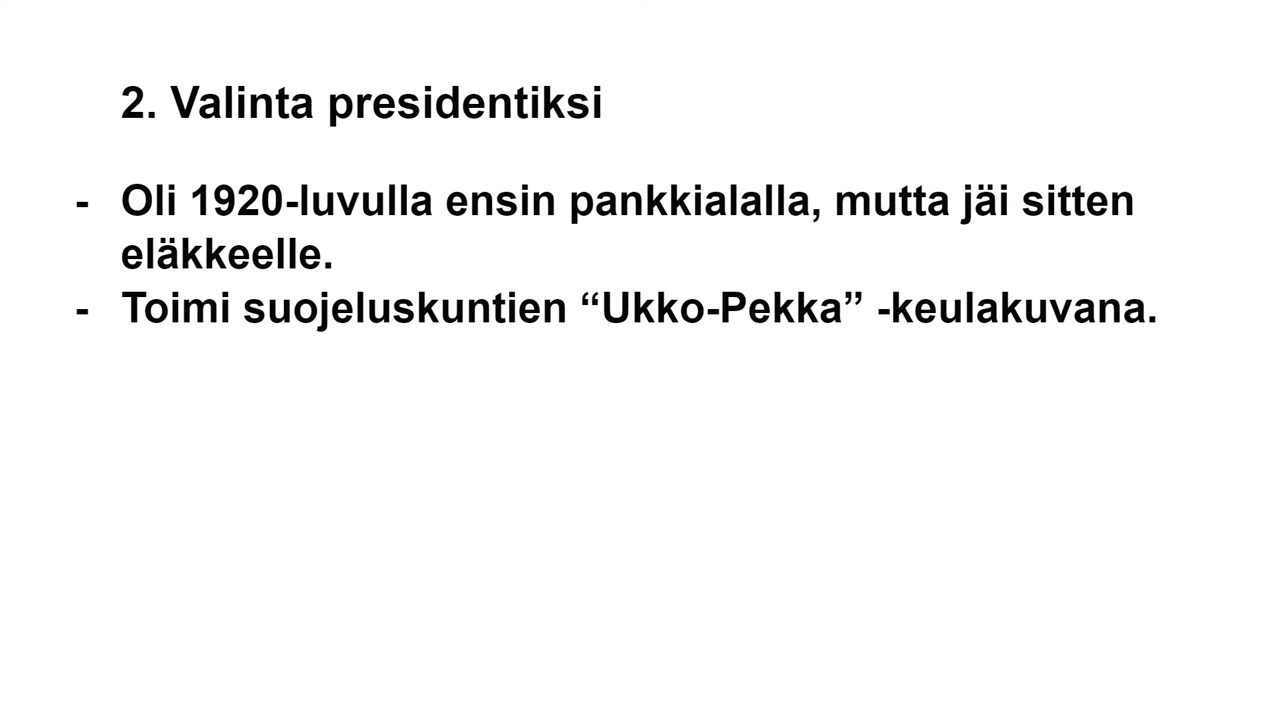 2. Valinta presidentiksi
- Oli 1920-luvulla ensin pankkialalla, mutta jäi sitten
eläkkeelle.
- Toimi suojeluskuntien “Ukko-Pekka” -keulakuvana.